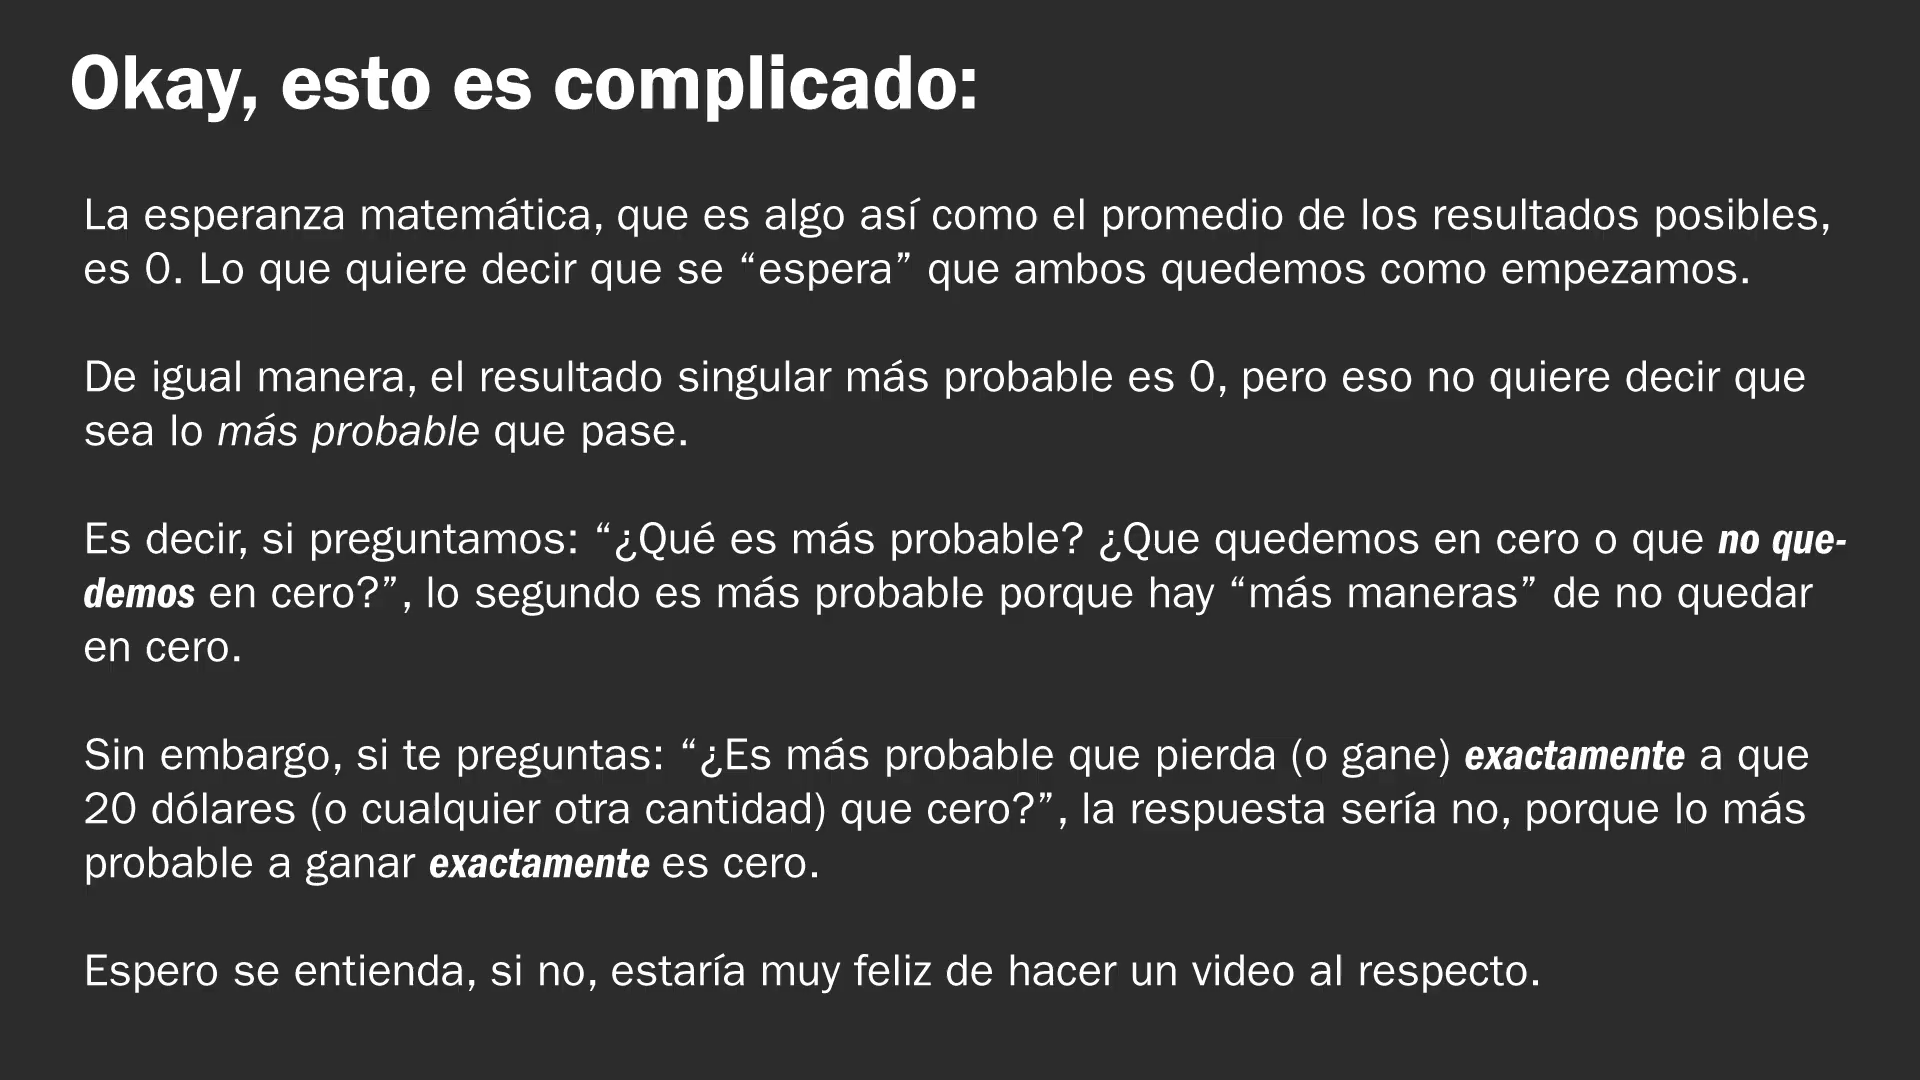 Okay, esto es complicado:
La esperanza matemática, que es algo así como el promedio de los resultados posibles,
es 0. Lo que quiere decir que se “espera” que ambos quedemos como empezamos.
De igual manera, el resultado singular más probable es 0, pero eso no quiere decir que
sea lo más probable que pase.
Es decir, si preguntamos: “¿Qué es más probable? ¿Que quedemos en cero o que no que-
demos en cero?”, lo segundo es más probable porque hay “más maneras” de no quedar
en cero.
Sin embargo, si te preguntas: “¿Es más probable que pierda (o gane) exactamente a que
20 dólares (o cualquier otra cantidad) que cero?”, la respuesta sería no, porque lo más
probable a ganar exactamente es cero.
Espero se entienda, si no, estaría muy feliz de hacer un video al respecto.